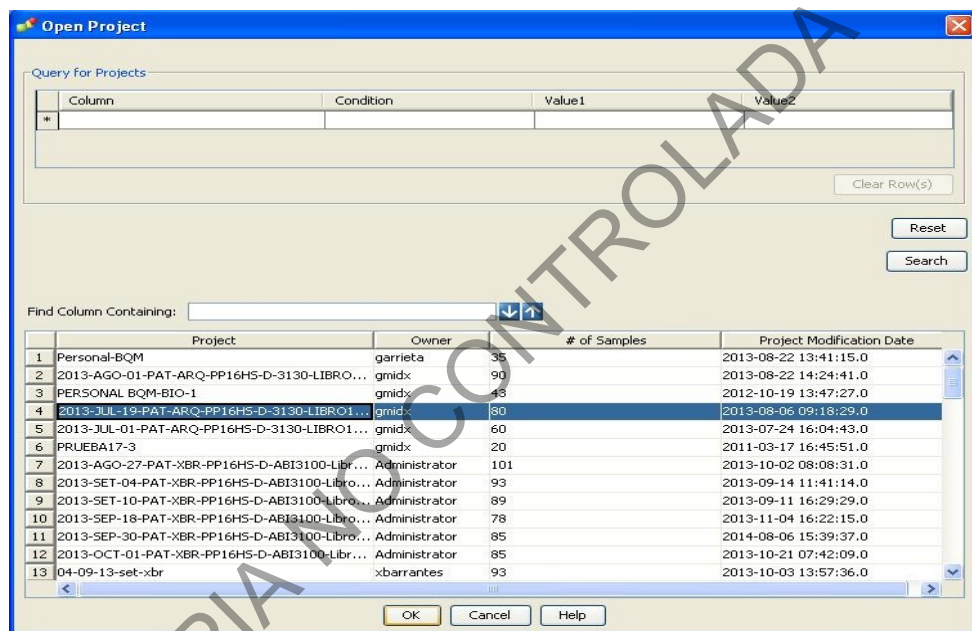 Open Project
Query for Projects
Column Condition Value1 Value2
*
Clear Row(s)
Reset
Search
Find Column Containing:
Project Owner # of Samples Project Modification Date
1 Personal-BQM garrieta 35 2013-08-22 13:41:15.0
2 2013-AGO-01-PAT-ARQ-PP16HS-D-3130-LIBRO... gmidx 90 2013-08-22 14:24:41.0
3 PERSONAL BQM-BIO-1 gmidx 43 2012-10-19 13:47:27.0
4 2013-JUL-19-PAT-ARQ-PP16HS-D-3130-LIBRO1... gmidx 80 2013-08-06 09:18:29.0
5 2013-JUL-01-PAT-ARQ-PP16HS-D-3130-LIBRO1... gmidx 60 2013-07-24 16:04:43.0
6 PRUEBA17-3 gmidx 20 2011-03-17 16:45:51.0
7 2013-AGO-27-PAT-XBR-PP16HS-D-ABI3100-Libr... Administrator 101 2013-10-02 08:08:31.0
8 2013-SET-04-PAT-XBR-PP16HS-D-ABI3100-Libro... Administrator 93 2013-09-14 11:41:14.0
9 2013-SET-10-PAT-XBR-PP16HS-D-ABI3100-Libro... Administrator 89 2013-09-11 16:29:29.0
10 2013-SEP-18-PAT-XBR-PP16HS-D-ABI3100-Libro... Administrator 78 2013-11-04 16:22:15.0
11 2013-SEP-30-PAT-XBR-PP16HS-D-ABI3100-Libro... Administrator 85 2014-08-06 15:39:37.0
12 2013-OCT-01-PAT-XBR-PP16HS-D-ABI3100-Libr... Administrator 85 2013-10-21 07:42:09.0
13 04-09-13-set-xbr xbarrantes 93 2013-10-03 13:57:36.0
OK Cancel Help
PIA NO CONTROLADA